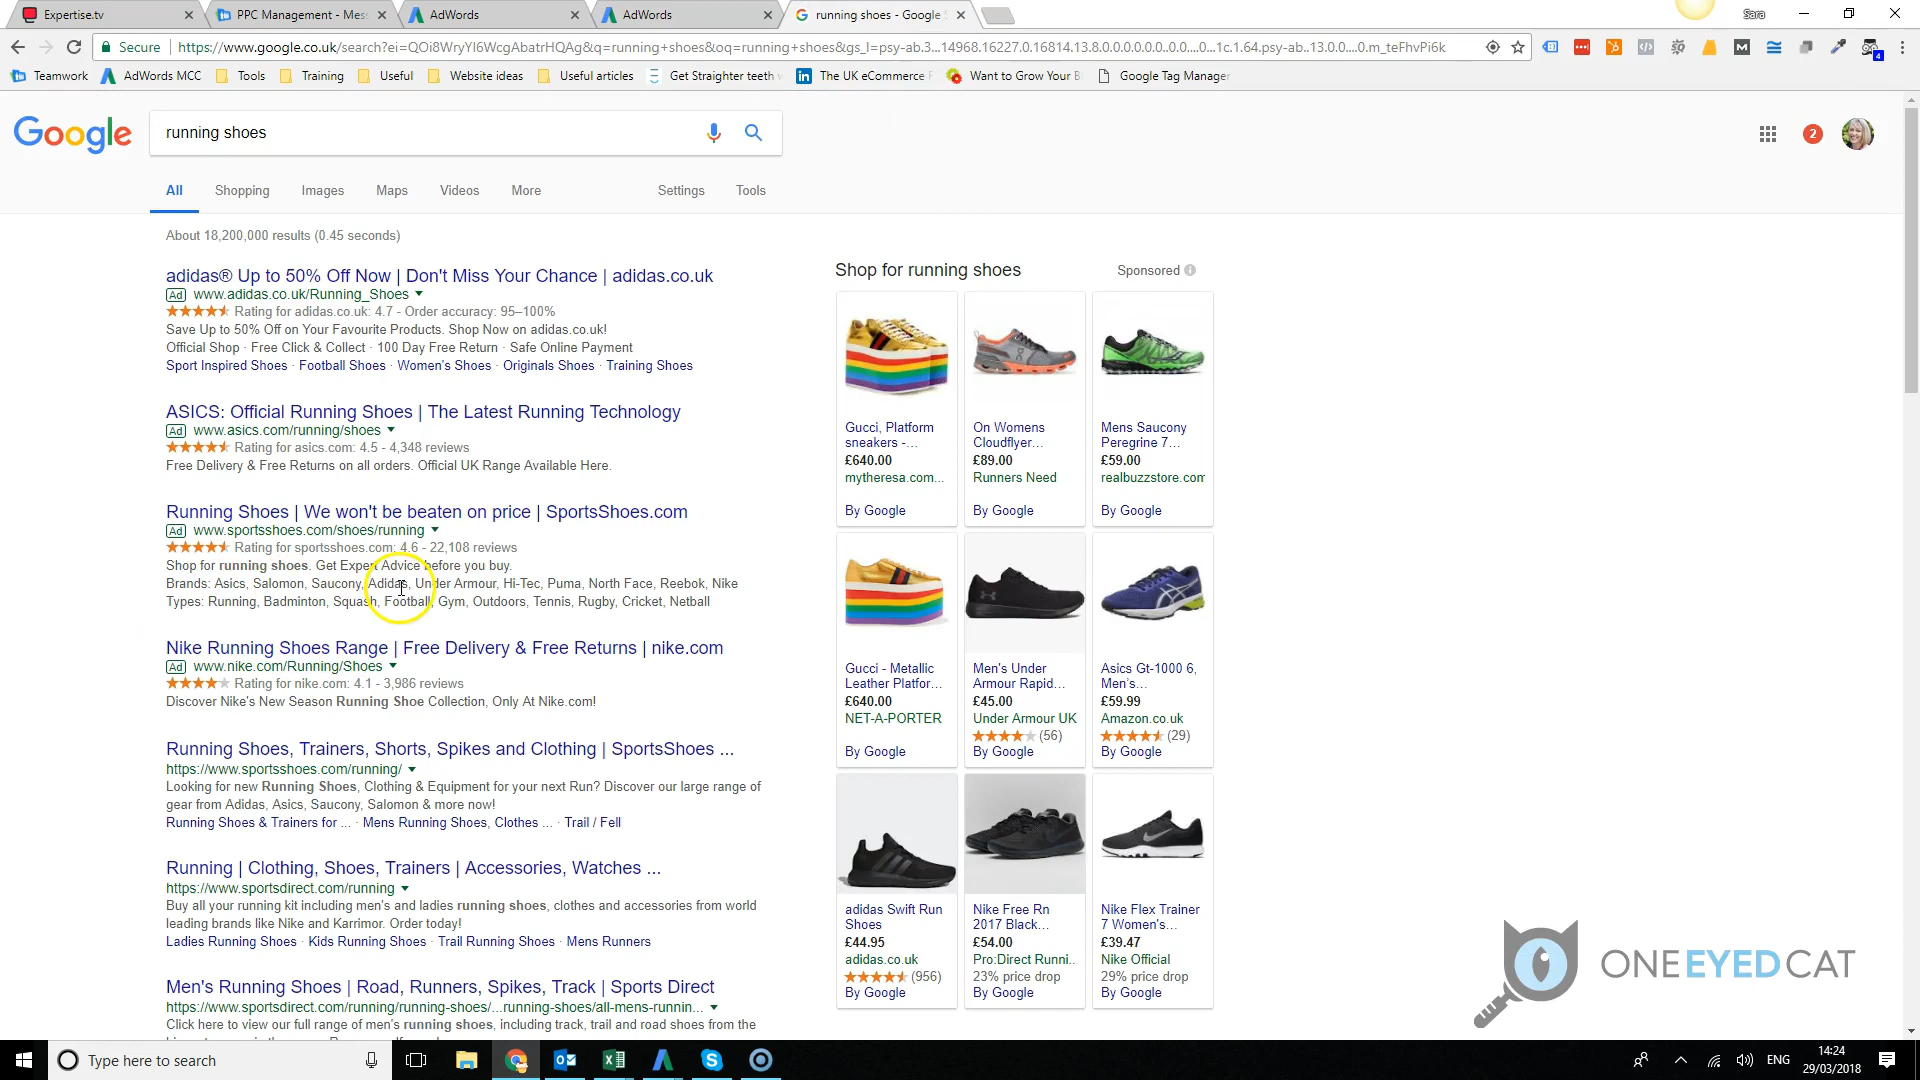 Expertise.tv
PPC Management - Mess
AdWords
AdWords
running shoes - Google S
Sara
Secure
https://www.google.co.uk/search?ei=QOi8WryYI6WcgAbatrHQAg&q=running+shoes&oq=running+shoes&gs_l=psy-ab.3...14968.16227.0.16814.13.8.0.0.0.0.0..0.0....0...1c.1.64.psy-ab..13.0.0....0.m_teFhvPi6k
Teamwork
AdWords MCC
Tools
Training
Useful
Website ideas
Useful articles
Get Straighter teeth
The UK eCommerce
Want to Grow Your B
Google Tag Manager
Google
running shoes
2
All
Shopping
Images
Maps
Videos
More
Settings
Tools
About 18,200,000 results (0.45 seconds)
adidas® Up to 50% Off Now | Don't Miss Your Chance | adidas.co.uk
Ad www.adidas.co.uk/Running_Shoes
Rating for adidas.co.uk: 4.7 - Order accuracy: 95–100%
Save Up to 50% Off on Your Favourite Products. Shop Now on adidas.co.uk!
Official Shop · Free Click & Collect · 100 Day Free Return · Safe Online Payment
Sport Inspired Shoes · Football Shoes · Women's Shoes · Originals Shoes · Training Shoes
ASICS: Official Running Shoes | The Latest Running Technology
Ad www.asics.com/running/shoes
Rating for asics.com: 4.5 - 4,348 reviews
Free Delivery & Free Returns on all orders. Official UK Range Available Here.
Running Shoes | We won't be beaten on price | SportsShoes.com
Ad www.sportsshoes.com/shoes/running
Rating for sportsshoes.com: 4.6 - 22,108 reviews
Shop for running shoes. Get Expert Advice before you buy.
Brands: Asics, Salomon, Saucony, Adidas, Under Armour, Hi-Tec, Puma, North Face, Reebok, Nike
Types: Running, Badminton, Squash, Football, Gym, Outdoors, Tennis, Rugby, Cricket, Netball
Nike Running Shoes Range | Free Delivery & Free Returns | nike.com
Ad www.nike.com/Running/Shoes
Rating for nike.com: 4.1 - 3,986 reviews
Discover Nike's New Season Running Shoe Collection, Only At Nike.com!
Running Shoes, Trainers, Shorts, Spikes and Clothing | SportsShoes ...
https://www.sportsshoes.com/running/
Looking for new Running Shoes, Clothing & Equipment for your next Run? Discover our large range of
gear from Adidas, Asics, Saucony, Salomon & more now!
Running Shoes & Trainers for ... · Mens Running Shoes, Clothes ... · Trail / Fell
Running | Clothing, Shoes, Trainers | Accessories, Watches ...
https://www.sportsdirect.com/running
Buy all your running kit including men's and ladies running shoes, clothes and accessories from world
leading brands like Nike and Karrimor. Order today!
Ladies Running Shoes · Kids Running Shoes · Trail Running Shoes · Mens Runners
Men's Running Shoes | Road, Runners, Spikes, Track | Sports Direct
https://www.sportsdirect.com/running/running-shoes/...running-shoes/all-mens-runnin...
Click here to view our full range of men's running shoes, including track, trail and road shoes from the
Shop for running shoes
Sponsored
Gucci, Platform
sneakers -...
£640.00
mytheresa.com...
By Google
On Womens
Cloudflyer...
£89.00
Runners Need
By Google
Mens Saucony
Peregrine 7...
£59.00
realbuzzstore.com
By Google
Gucci - Metallic
Leather Platfor...
£640.00
NET-A-PORTER
By Google
Men's Under
Armour Rapid...
£45.00
Under Armour UK
(56)
By Google
Asics Gt-1000 6,
Men's...
£59.99
Amazon.co.uk
(29)
By Google
adidas Swift Run
Shoes
£44.95
adidas.co.uk
(956)
By Google
Nike Free Rn
2017 Black...
£54.00
Pro:Direct Runni..
23% price drop
By Google
Nike Flex Trainer
7 Women's...
£39.47
Nike Official
29% price drop
By Google
ONEEYEDCAT
Type here to search
ENG
14:24
29/03/2018